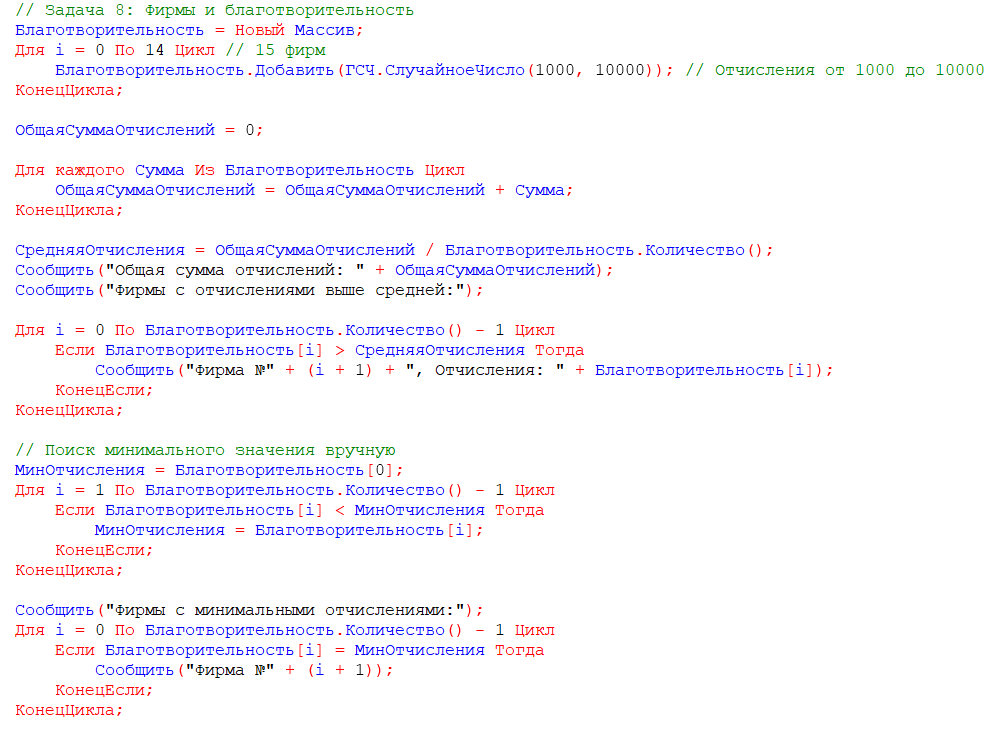 // Задача 8: Фирмы и благотворительность
Благотворительность = Новый Массив;
Для i = 0 По 14 Цикл // 15 фирм
    Благотворительность.Добавить(ГСЧ.СлучайноеЧисло(1000, 10000)); // Отчисления от 1000 до 10000
КонецЦикла;

ОбщаяСуммаОтчислений = 0;

Для каждого Сумма Из Благотворительность Цикл
    ОбщаяСуммаОтчислений = ОбщаяСуммаОтчислений + Сумма;
КонецЦикла;

СредняяОтчисления = ОбщаяСуммаОтчислений / Благотворительность.Количество();
Сообщить("Общая сумма отчислений: " + ОбщаяСуммаОтчислений);
Сообщить("Фирмы с отчислениями выше средней:");

Для i = 0 По Благотворительность.Количество() - 1 Цикл
    Если Благотворительность[i] > СредняяОтчисления Тогда
        Сообщить("Фирма №" + (i + 1) + ", Отчисления: " + Благотворительность[i]);
    КонецЕсли;
КонецЦикла;

// Поиск минимального значения вручную
МинОтчисления = Благотворительность[0];
Для i = 1 По Благотворительность.Количество() - 1 Цикл
    Если Благотворительность[i] < МинОтчисления Тогда
        МинОтчисления = Благотворительность[i];
    КонецЕсли;
КонецЦикла;

Сообщить("Фирмы с минимальными отчислениями:");
Для i = 0 По Благотворительность.Количество() - 1 Цикл
    Если Благотворительность[i] = МинОтчисления Тогда
        Сообщить("Фирма №" + (i + 1));
    КонецЕсли;
КонецЦикла;